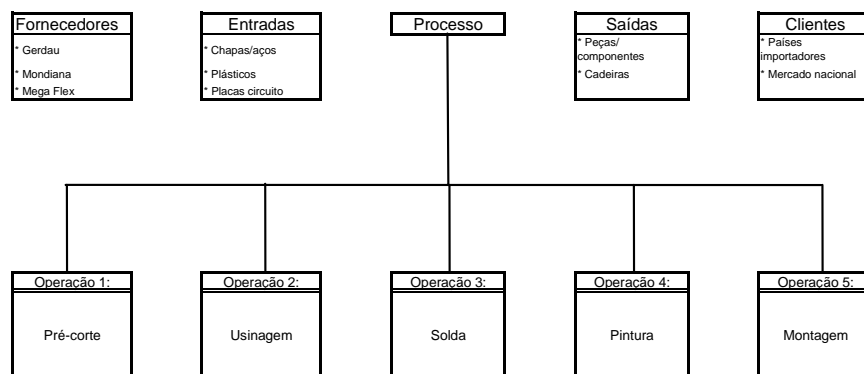 Fornecedores
* Gerdau
* Mondiana
* Mega Flex
Entradas
* Chapas/aços
* Plásticos
* Placas circuito
Processo
Saídas
* Peças/
componentes
* Cadeiras
Clientes
* Países
importadores
* Mercado nacional
Operação 1:
Pré-corte
Operação 2:
Usinagem
Operação 3:
Solda
Operação 4:
Pintura
Operação 5:
Montagem